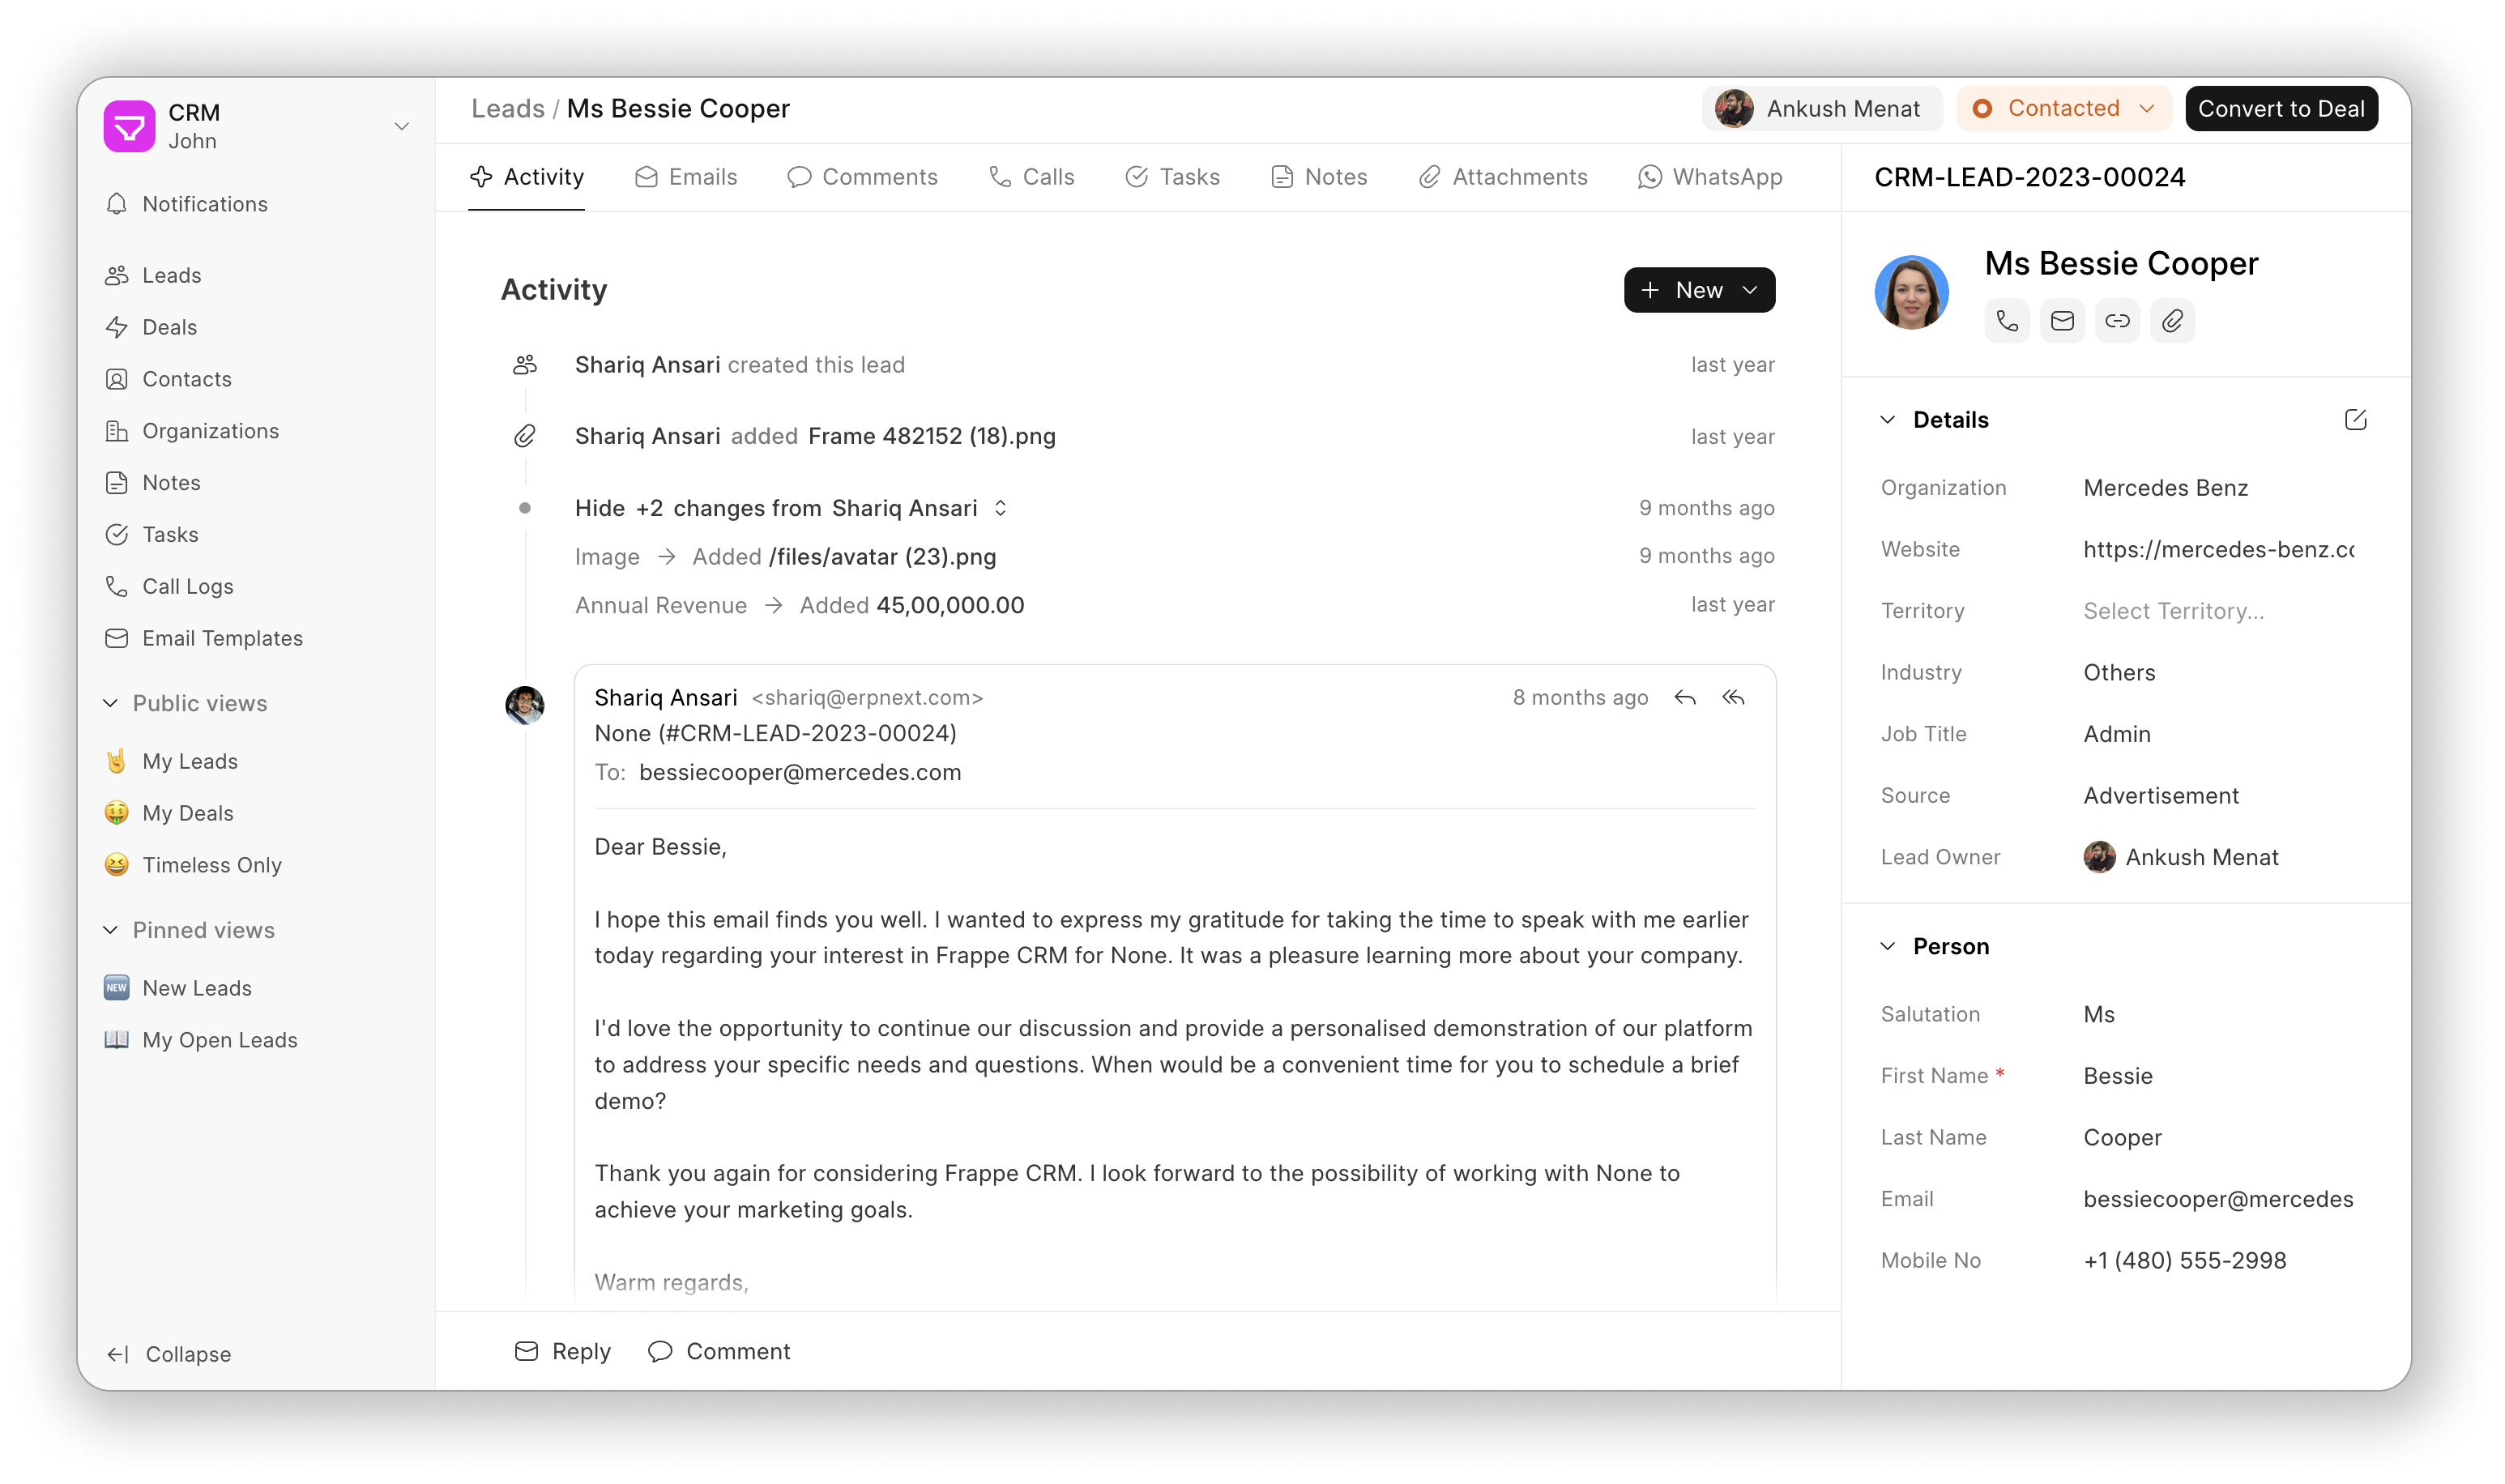 CRM
John
Notifications
Leads
Deals
Contacts
Organizations
Notes
Tasks
Call Logs
Email Templates
Public views
My Leads
My Deals
Timeless Only
Pinned views
NEW New Leads
My Open Leads
Collapse
Leads / Ms Bessie Cooper
Ankush Menat
Contacted
Convert to Deal
Activity
Emails
Comments
Calls
Tasks
Notes
Attachments
WhatsApp
Activity
New
Shariq Ansari created this lead last year
Shariq Ansari added Frame 482152 (18).png last year
Hide +2 changes from Shariq Ansari 9 months ago
Image → Added /files/avatar (23).png 9 months ago
Annual Revenue → Added 45,00,000.00 last year
Shariq Ansari <shariq@erpnext.com> 8 months ago
None (#CRM-LEAD-2023-00024)
To: bessiecooper@mercedes.com
Dear Bessie,
I hope this email finds you well. I wanted to express my gratitude for taking the time to speak with me earlier
today regarding your interest in Frappe CRM for None. It was a pleasure learning more about your company.
I'd love the opportunity to continue our discussion and provide a personalised demonstration of our platform
to address your specific needs and questions. When would be a convenient time for you to schedule a brief
demo?
Thank you again for considering Frappe CRM. I look forward to the possibility of working with None to
achieve your marketing goals.
Warm regards,
Reply
Comment
CRM-LEAD-2023-00024
Ms Bessie Cooper
Details
Organization Mercedes Benz
Website https://mercedes-benz.co
Territory Select Territory...
Industry Others
Job Title Admin
Source Advertisement
Lead Owner Ankush Menat
Person
Salutation Ms
First Name * Bessie
Last Name Cooper
Email bessiecooper@mercedes
Mobile No +1 (480) 555-2998